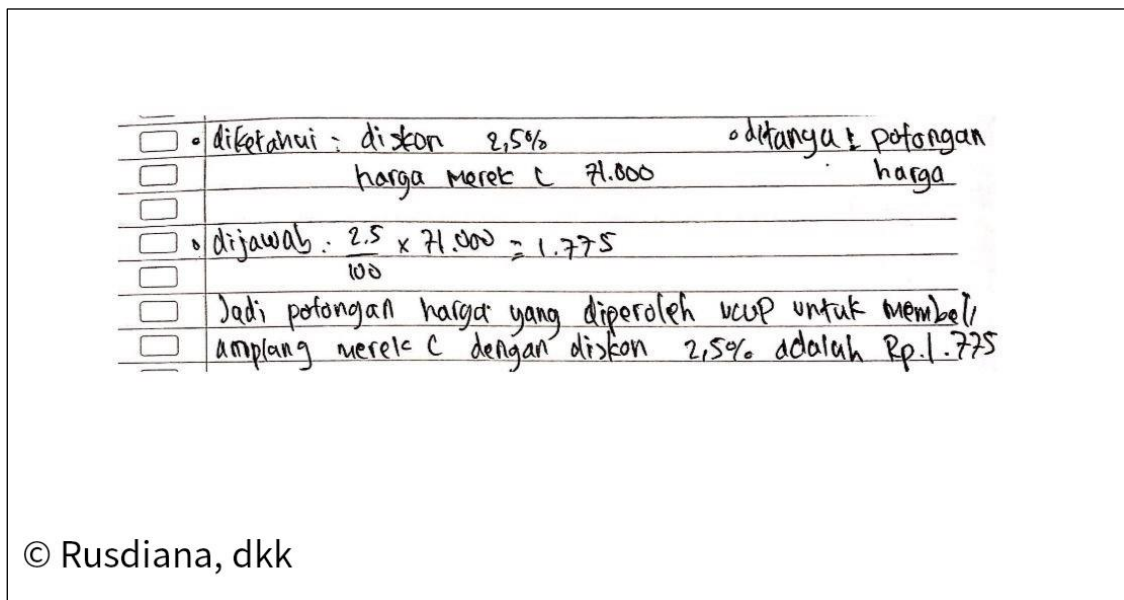 • diketahui : diskon 2,5% • ditanya : potongan
harga merek C 71.000 harga
• dijawab : 2.5 / 100 × 71.000 = 1.775
Jadi potongan harga yang diperoleh ucup untuk membeli
amplang merek C dengan diskon 2,5% adalah Rp.1.775
© Rusdiana, dkk